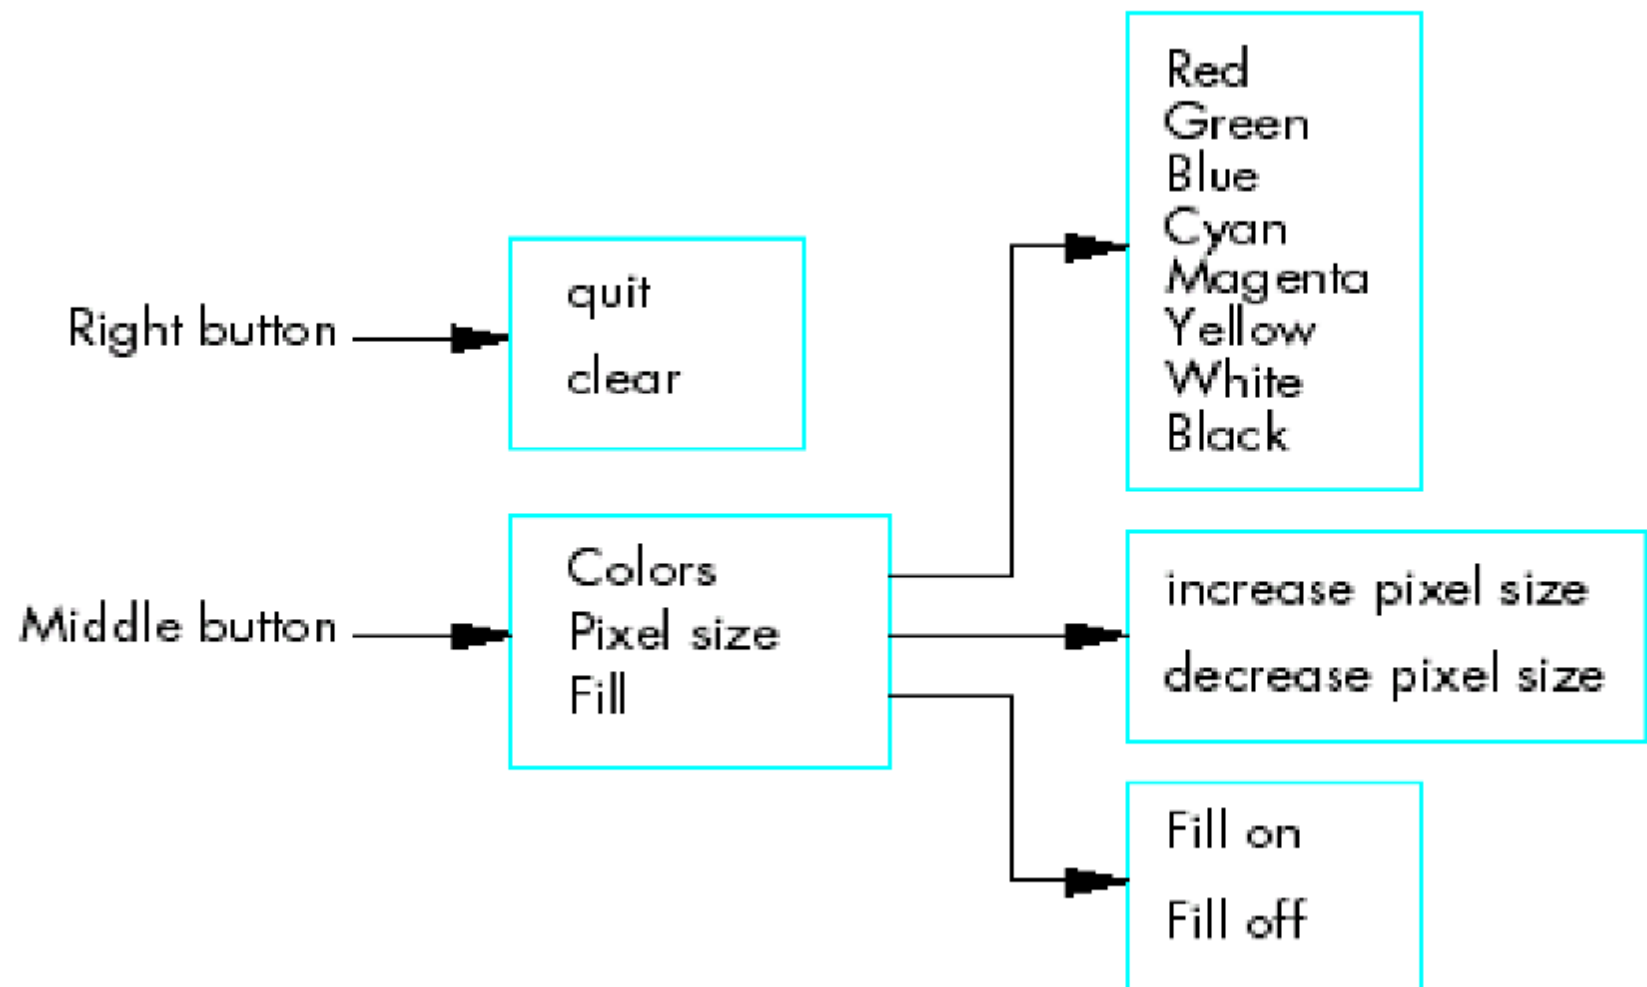 Right button
quit
clear
Middle button
Colors
Pixel size
Fill
Red
Green
Blue
Cyan
Magenta
Yellow
White
Black
increase pixel size
decrease pixel size
Fill on
Fill off